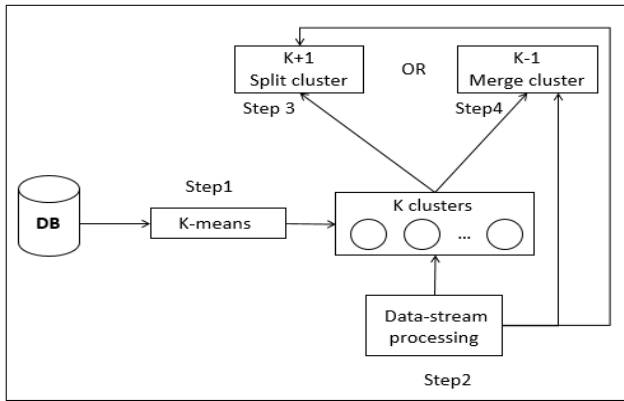 K+1
Split cluster
OR
K-1
Merge cluster
Step 3
Step4
Step1
DB
K-means
K clusters
...
Data-stream
processing
Step2